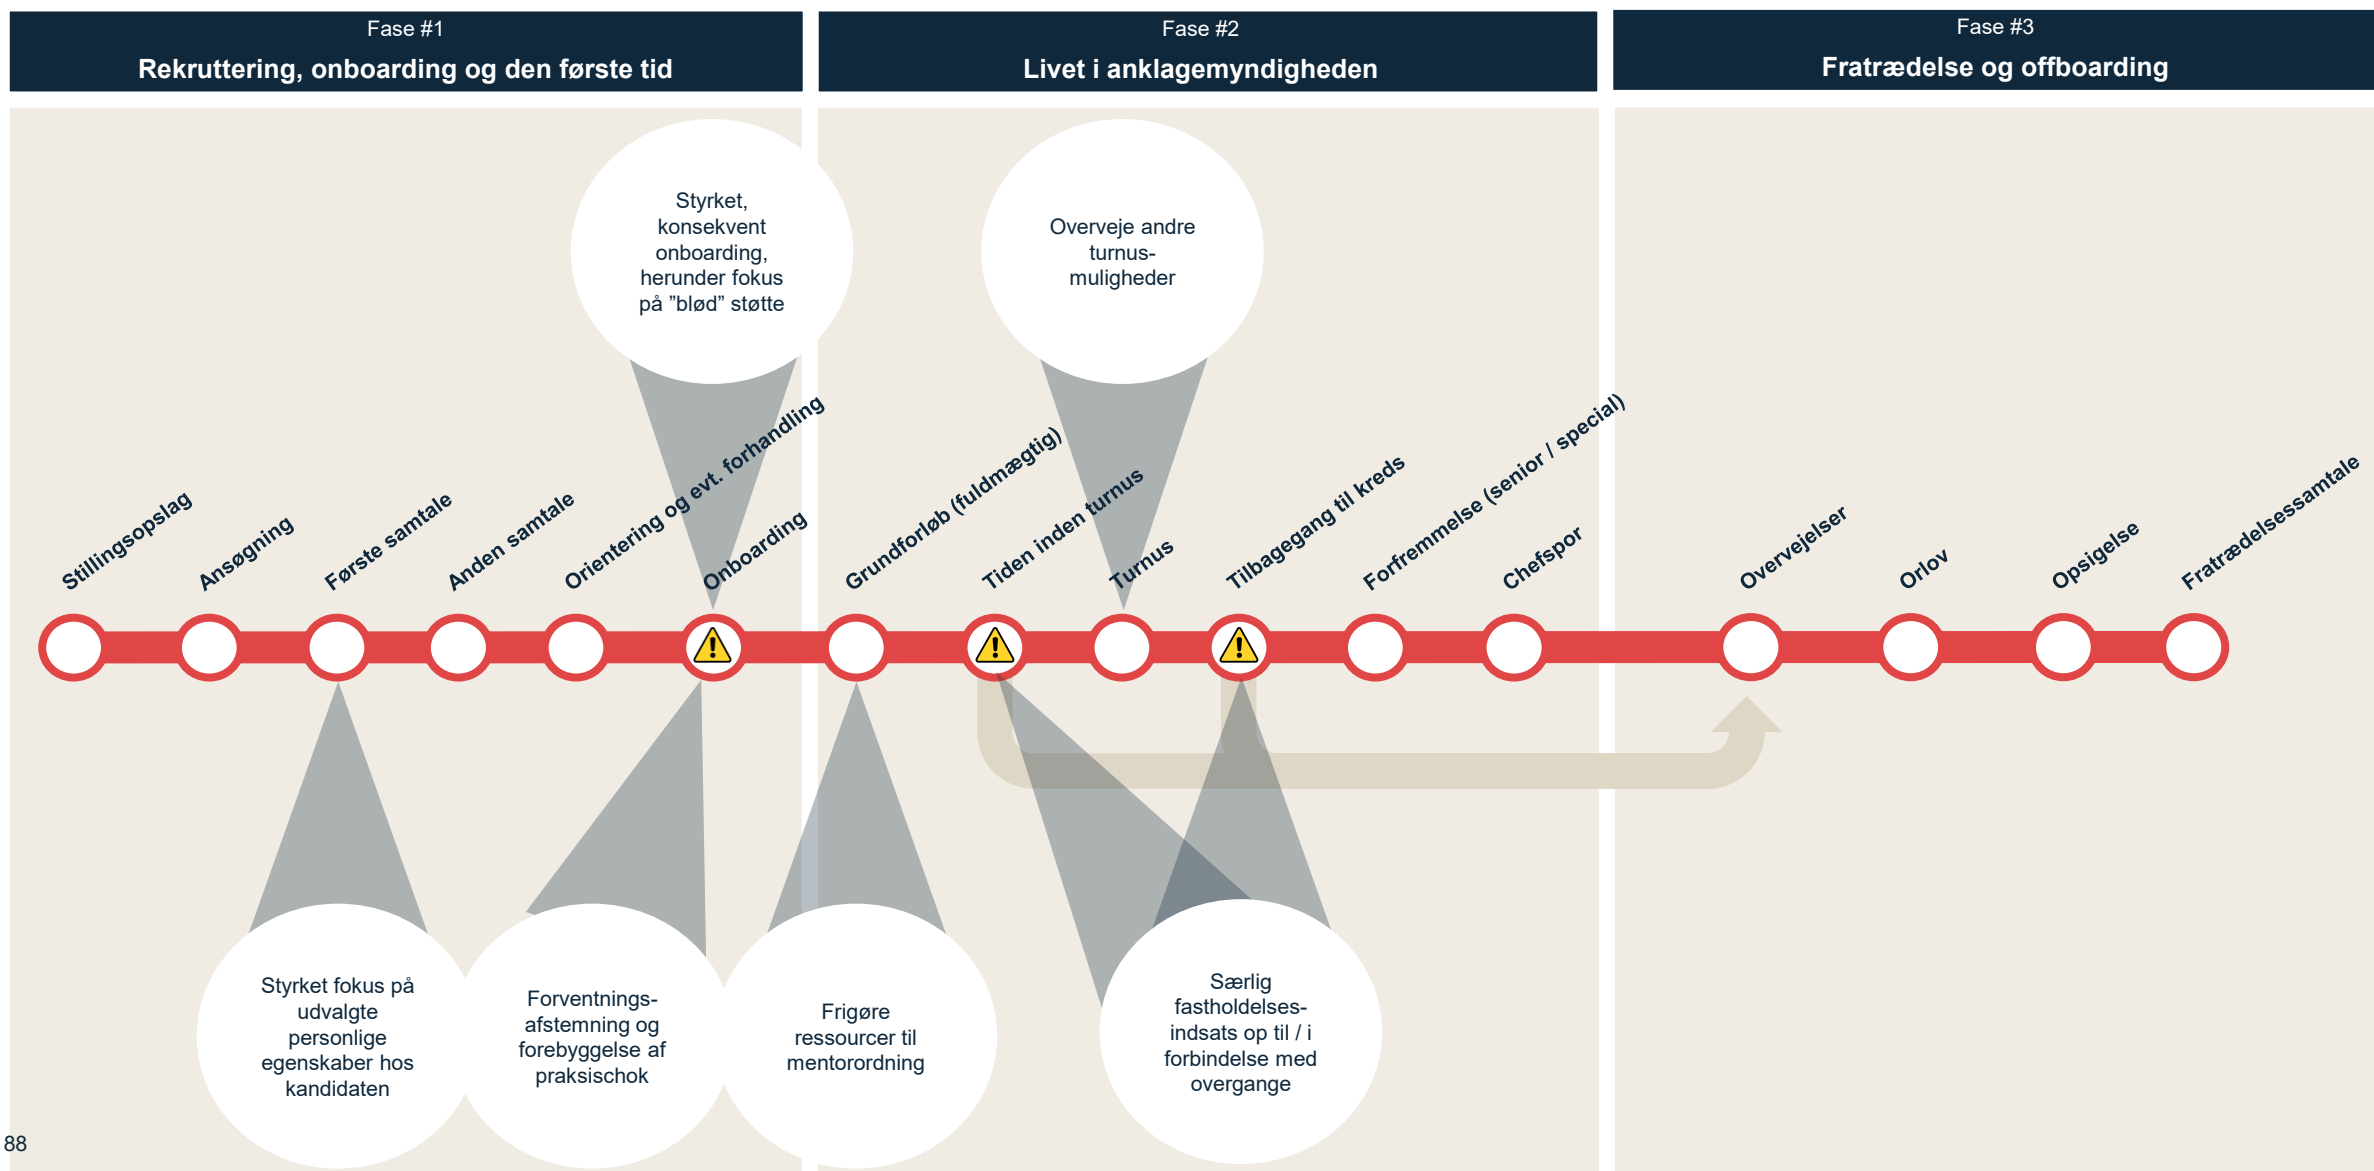 Fase #1
Rekruttering, onboarding og den første tid
Fase #2
Livet i anklagemyndigheden
Fase #3
Fratrædelse og offboarding
Styrket,
konsekvent
onboarding,
herunder fokus
på ”blød” støtte
Overveje andre
turnus-
muligheder
Stillingsopslag
Ansøgning
Første samtale
Anden samtale
Orientering og evt. forhandling
Onboarding
Grundforløb (fuldmægtig)
Tiden inden turnus
Turnus
Tilbagegang til kreds
Forfremmelse (senior / special)
Chefspor
Overvejelser
Orlov
Opsigelse
Fratrædelsessamtale
Styrket fokus på
udvalgte
personlige
egenskaber hos
kandidaten
Forventnings-
afstemning og
forebyggelse af
praksischok
Frigøre
ressourcer til
mentorordning
Særlig
fastholdelses-
indsats op til / i
forbindelse med
overgange
88